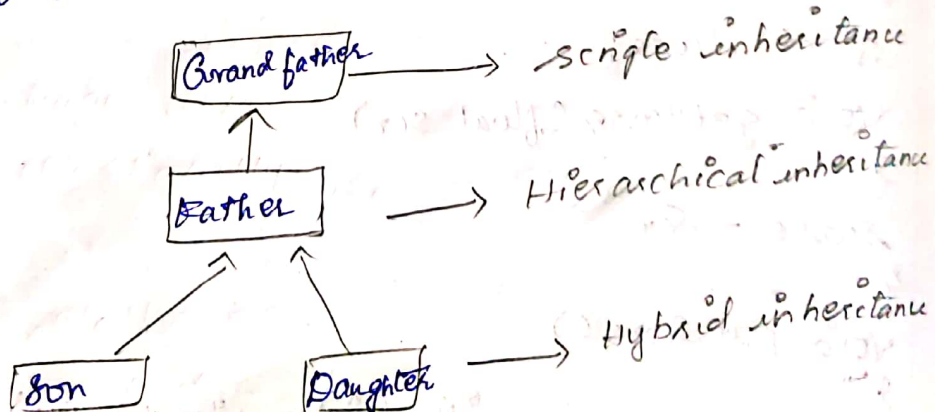 Grand father
single inheritance
Father
Hierarchical inheritance
Hybrid inheritance
Son
Daughter